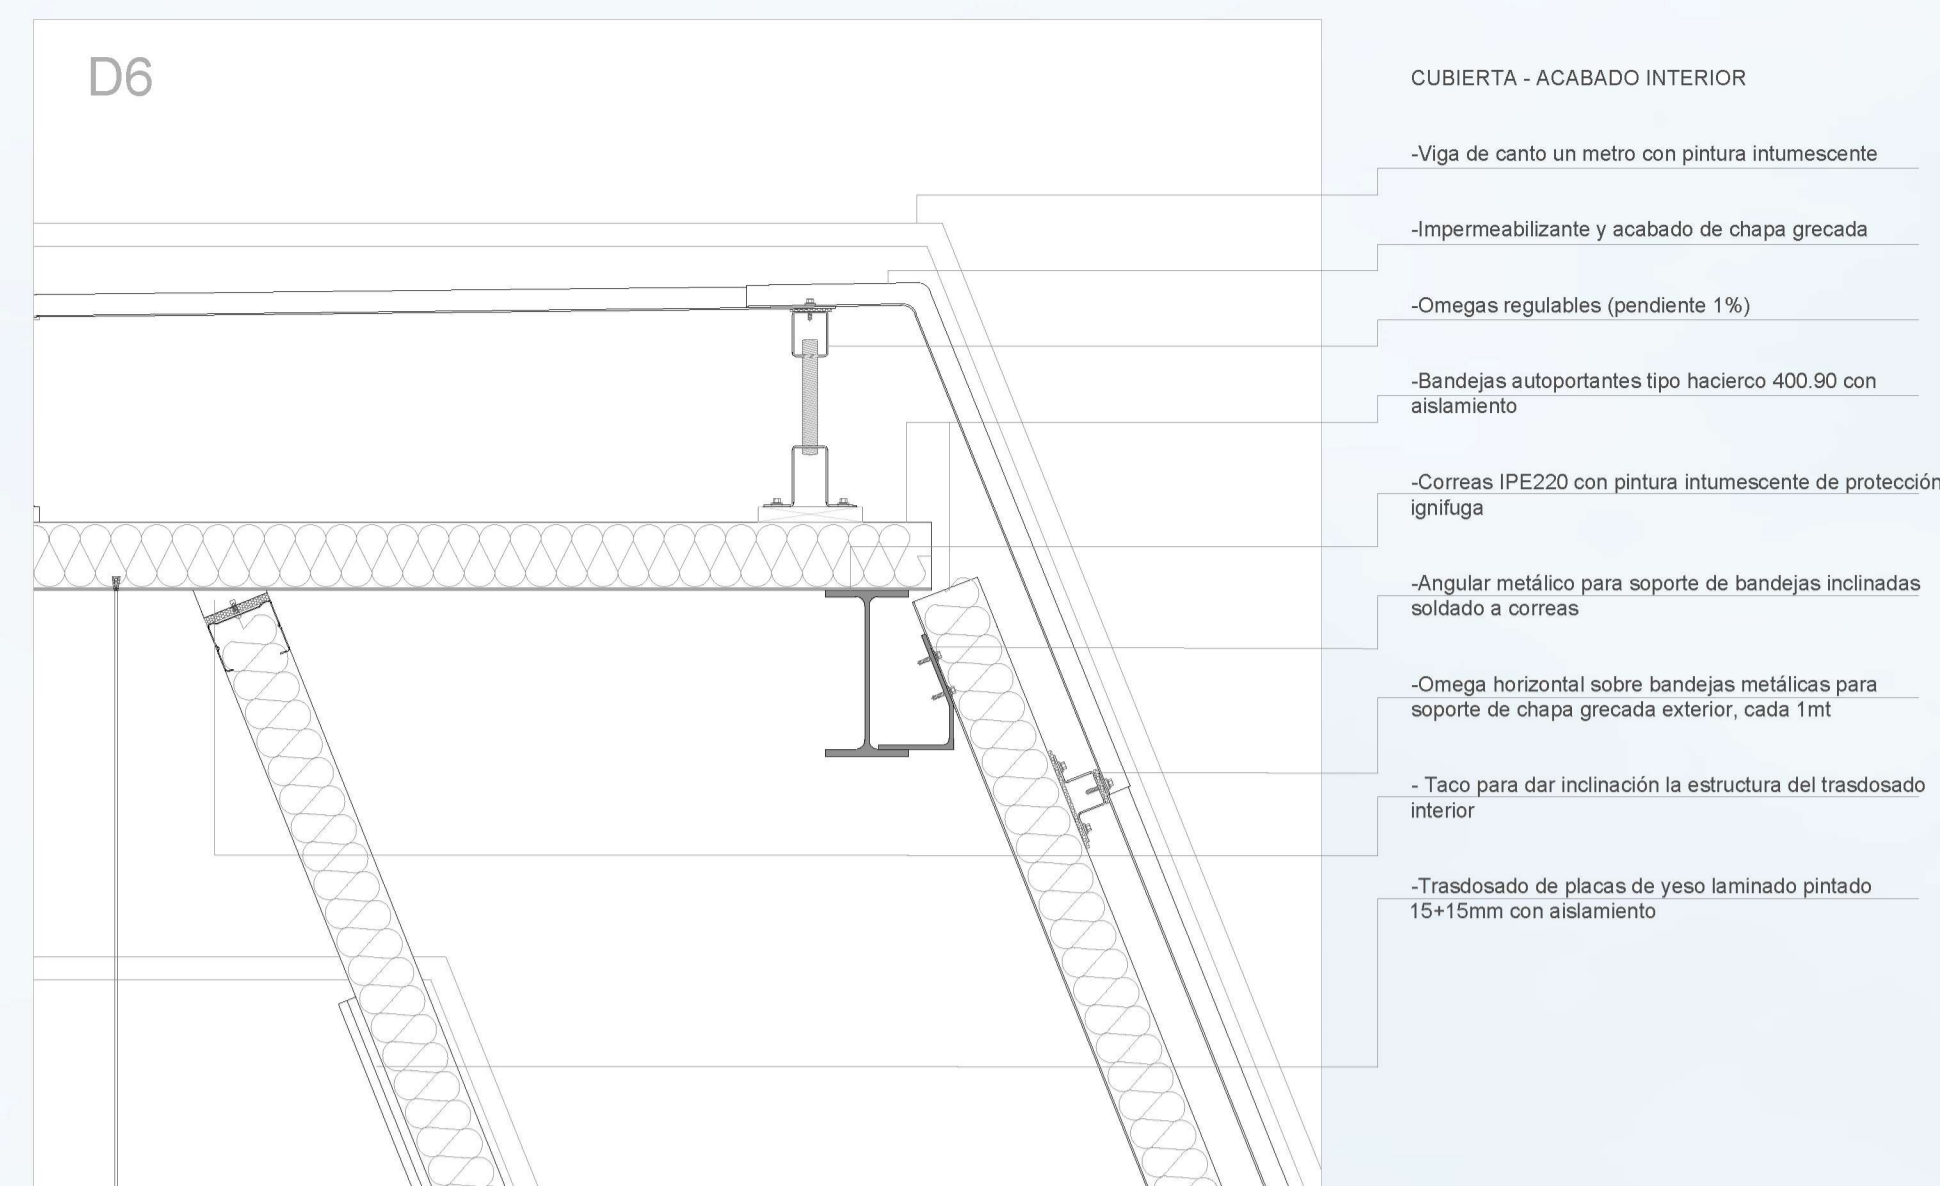 D6
CUBIERTA - ACABADO INTERIOR
-Viga de canto un metro con pintura intumescente
-Impermeabilizante y acabado de chapa grecada
-Omegas regulables (pendiente 1%)
-Bandejas autoportantes tipo hacierco 400.90 con
aislamiento
-Correas IPE220 con pintura intumescente de protección
ignifuga
-Angular metálico para soporte de bandejas inclinadas
soldado a correas
-Omega horizontal sobre bandejas metálicas para
soporte de chapa grecada exterior, cada 1mt
- Taco para dar inclinación la estructura del trasdosado
interior
-Trasdosado de placas de yeso laminado pintado
15+15mm con aislamiento